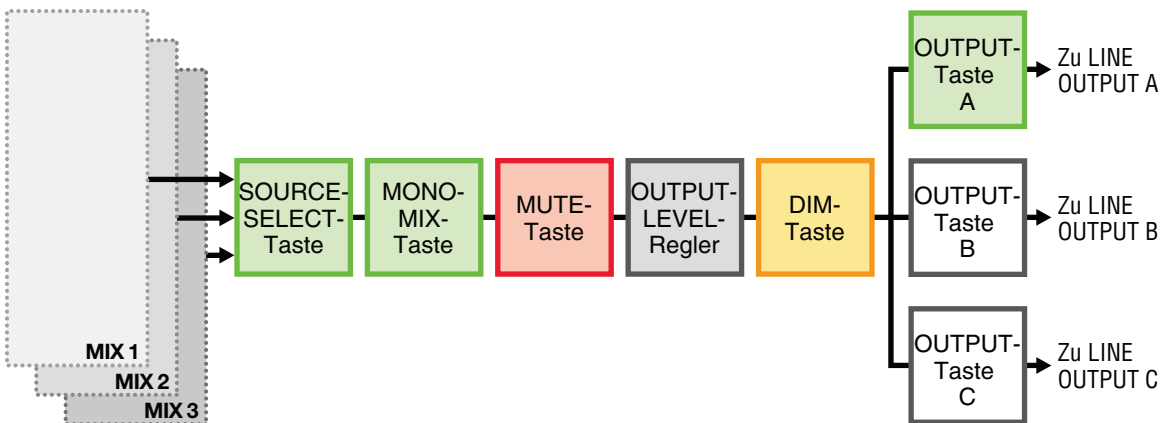 MIX 1
MIX 2
MIX 3
SOURCE-
SELECT-
Taste
MONO-
MIX-
Taste
MUTE-
Taste
OUTPUT-
LEVEL-
Regler
DIM-
Taste
OUTPUT-
Taste
A
Zu LINE
OUTPUT A
OUTPUT-
Taste
B
Zu LINE
OUTPUT B
OUTPUT-
Taste
C
Zu LINE
OUTPUT C